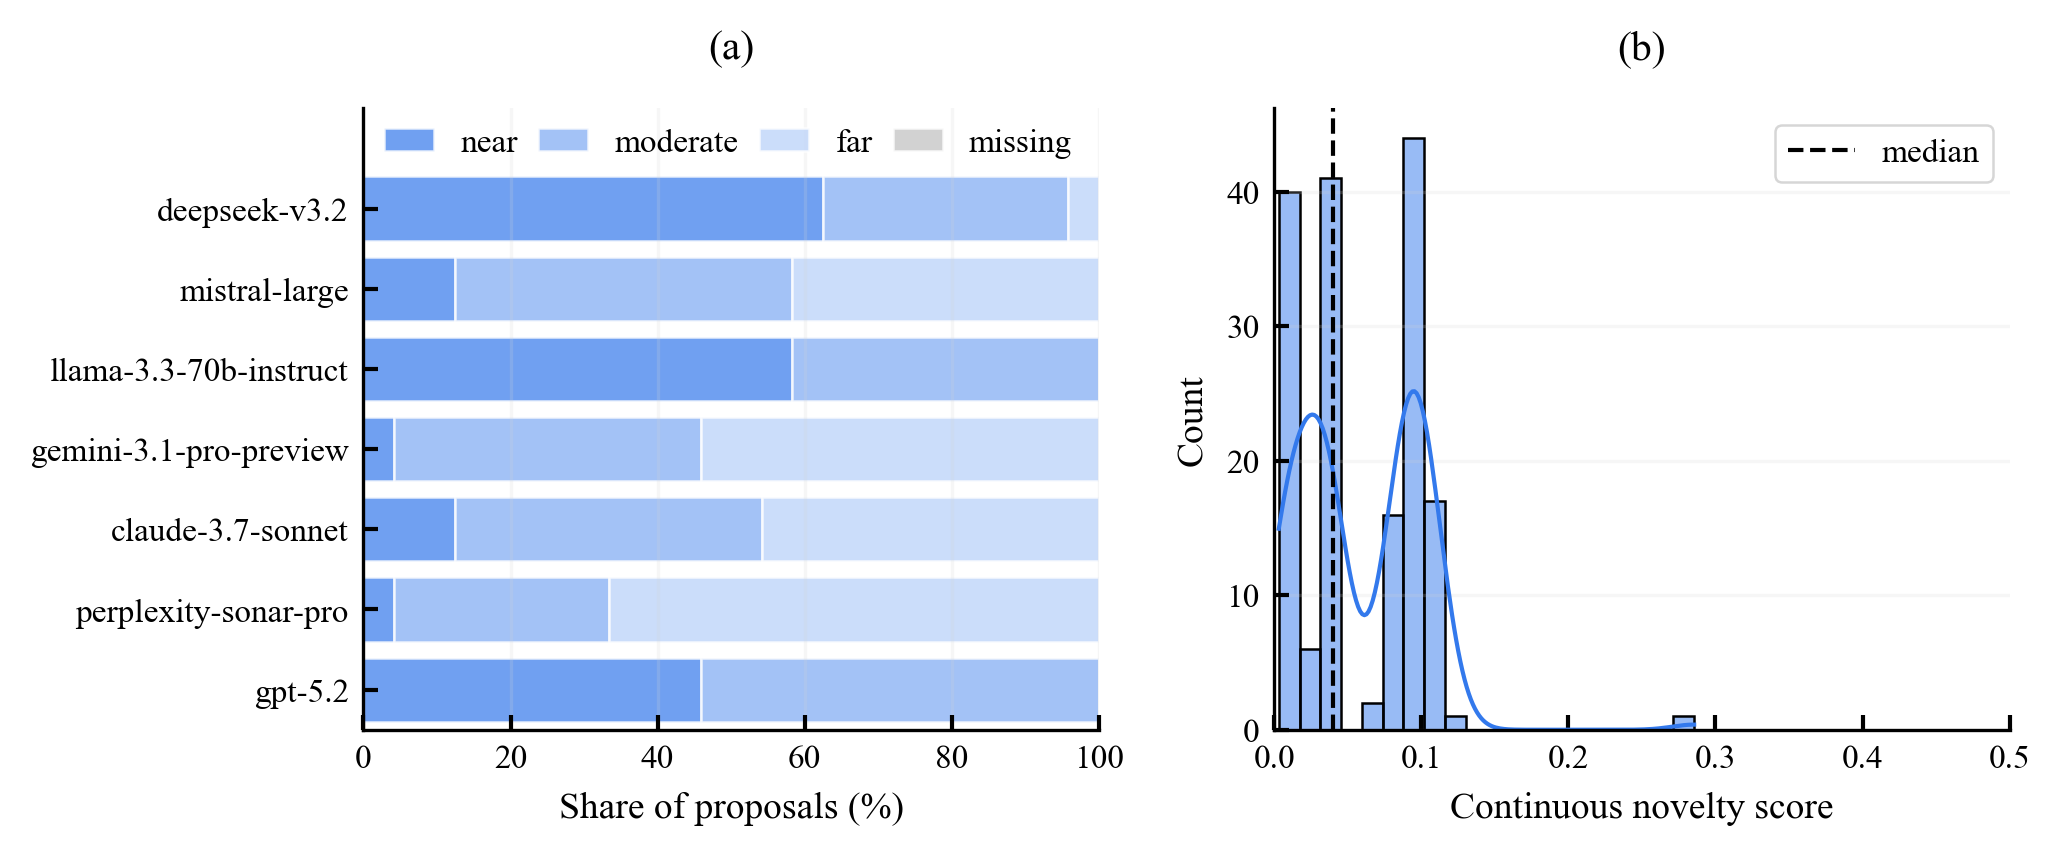 (a)
near moderate far missing
deepseek-v3.2
mistral-large
llama-3.3-70b-instruct
gemini-3.1-pro-preview
claude-3.7-sonnet
perplexity-sonar-pro
gpt-5.2
0 20 40 60 80 100
Share of proposals (%)
(b)
median
Count
40
30
20
10
0
0.0 0.1 0.2 0.3 0.4 0.5
Continuous novelty score